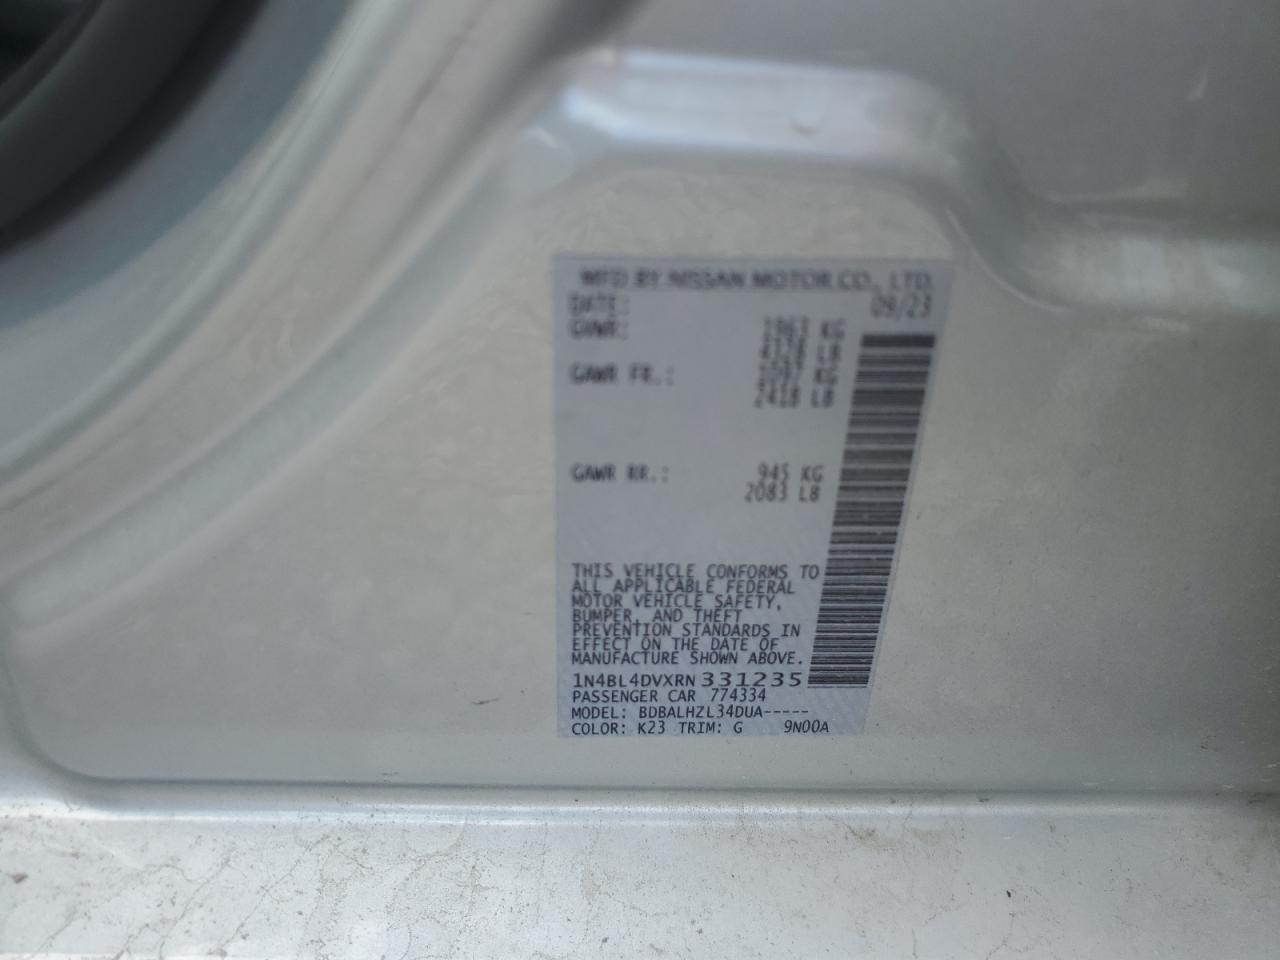 MFD BY NISSAN MOTOR CO., LTD.
DATE: 09/23
GVWR: 1963 KG
4328 LB
GAWR FR.: 1097 KG
2418 LB
GAWR RR.: 945 KG
2083 LB
THIS VEHICLE CONFORMS TO
ALL APPLICABLE FEDERAL
MOTOR VEHICLE SAFETY,
BUMPER, AND THEFT
PREVENTION STANDARDS IN
EFFECT ON THE DATE OF
MANUFACTURE SHOWN ABOVE.
1N4BL4DVXRN331235
PASSENGER CAR 774334
MODEL: BDBALHZL34DUA-----
COLOR: K23 TRIM: G 9N00A